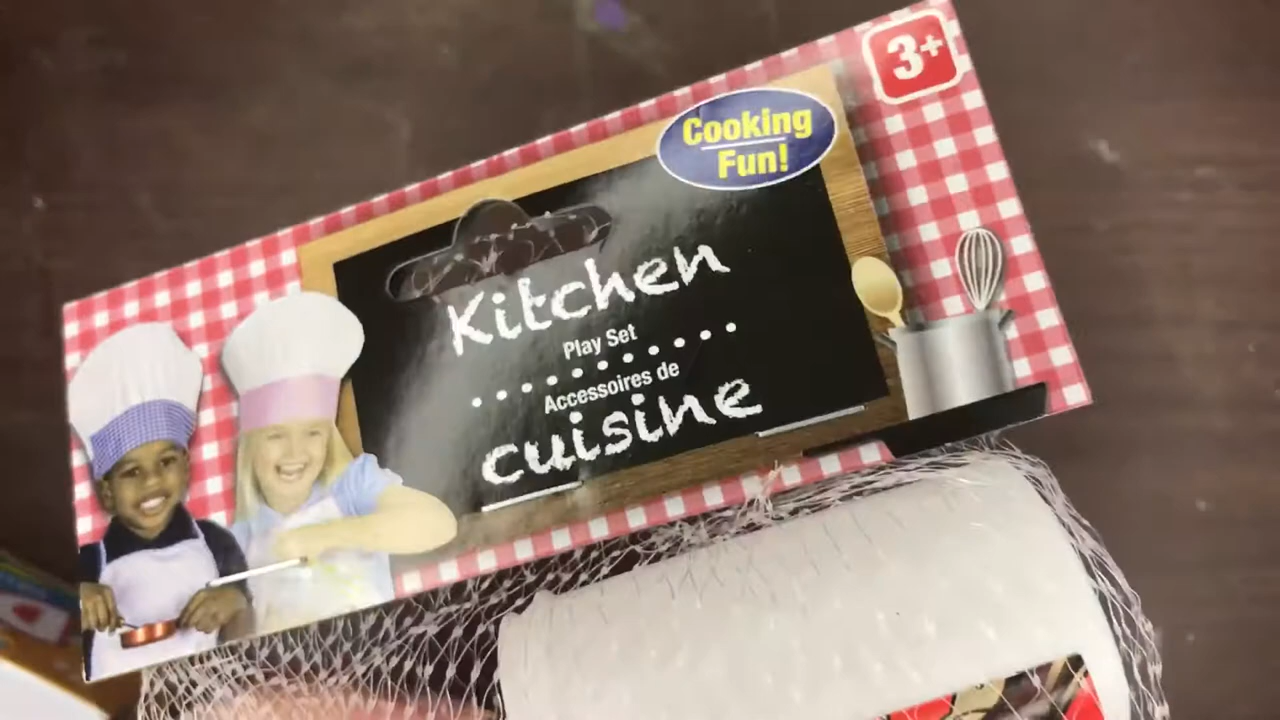 3+
Cooking
Fun!
Kitchen
Play Set
Accessoires de
cuisine